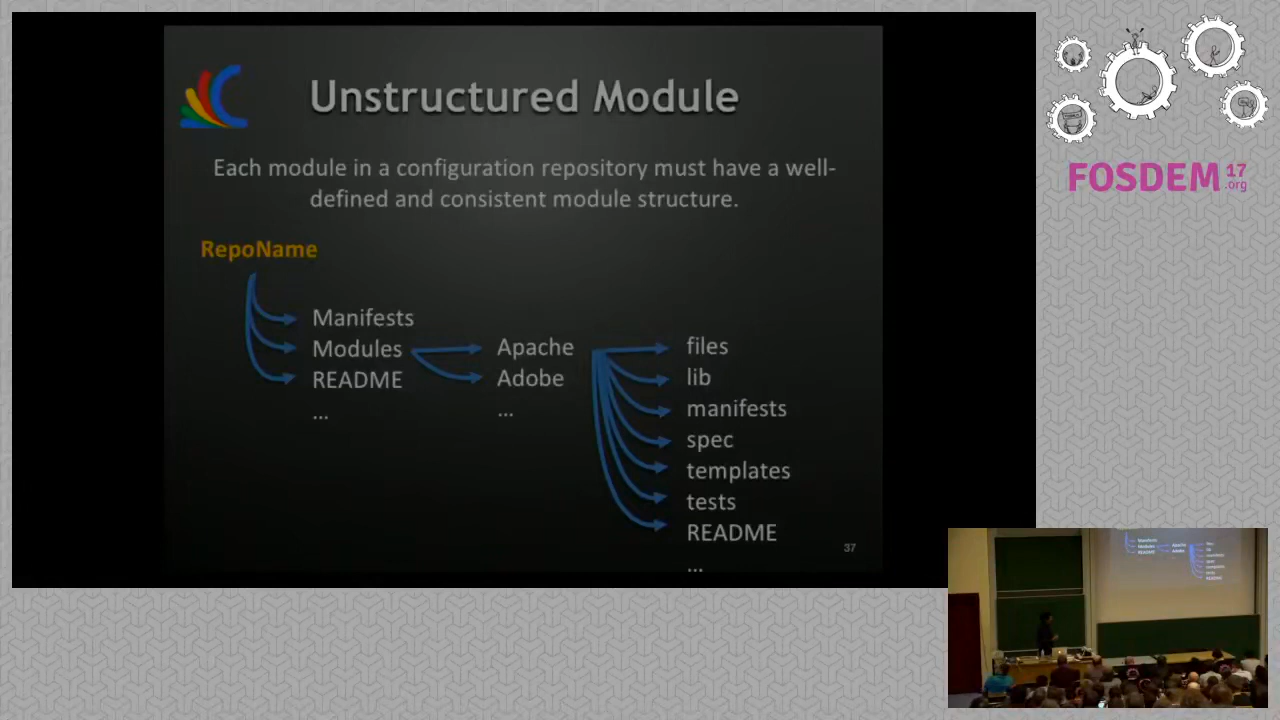 Unstructured Module
Each module in a configuration repository must have a well-
defined and consistent module structure.
RepoName
Manifests
Modules
README
...
Apache
Adobe
...
files
lib
manifests
spec
templates
tests
README
...
37
FOSDEM 17
.org